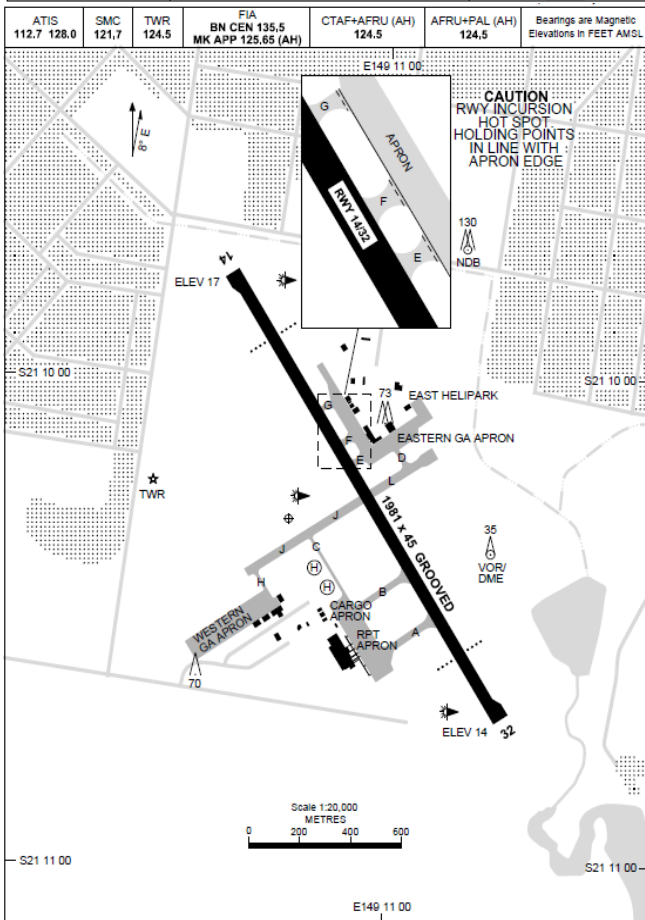 ATIS
112.7 128.0
SMC
121,7
TWR
124.5
FIA
BN CEN 135,5
MK APP 125,65 (AH)
CTAF+AFRU (AH)
124.5
AFRU+PAL (AH)
124,5
Bearings are Magnetic
Elevations in FEET AMSL
E149 11 00
8° E
G
APRON
RWY 14/32
F
E
CAUTION
RWY INCURSION
HOT SPOT
HOLDING POINTS
IN LINE WITH
APRON EDGE
130
NDB
14
ELEV 17
S21 10 00
S21 10 00
73
EAST HELIPARK
G
F
EASTERN GA APRON
E
D
L
TWR
1981 x 45 GROOVED
35
VOR/
DME
J
J
C
H
H
H
B
CARGO
APRON
A
WESTERN
GA APRON
RPT
APRON
70
ELEV 14
32
Scale 1:20,000
METRES
0 200 400 600
S21 11 00
S21 11 00
E149 11 00